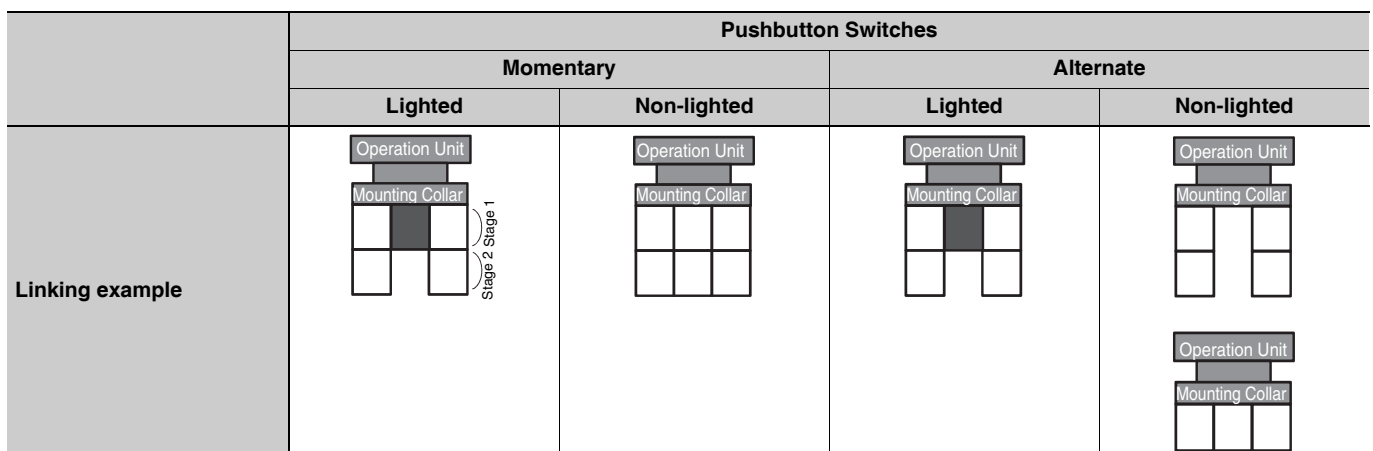 Pushbutton Switches
Momentary
Alternate
Lighted
Non-lighted
Lighted
Non-lighted
Linking example
Operation Unit
Mounting Collar
Stage 1
Stage 2
Operation Unit
Mounting Collar
Operation Unit
Mounting Collar
Operation Unit
Mounting Collar
Operation Unit
Mounting Collar